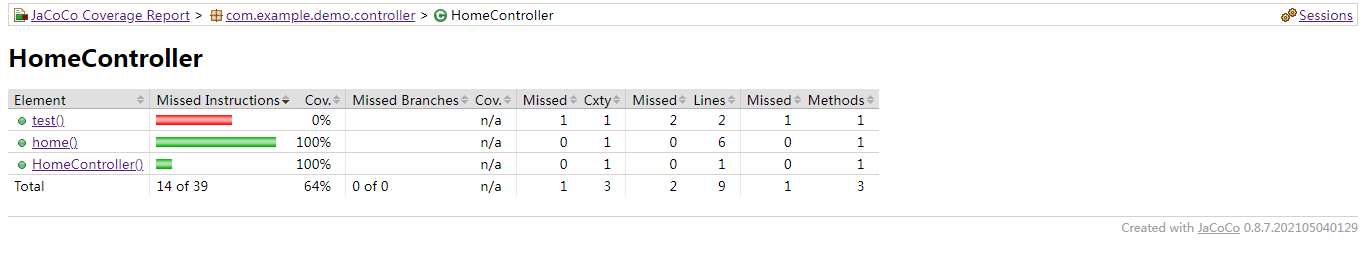 JaCoCo Coverage Report > com.example.demo.controller > HomeController Sessions
HomeController
Element Missed Instructions Cov. Missed Branches Cov. Missed Cxty Missed Lines Missed Methods
test() 0% n/a 1 1 2 2 1 1
home() 100% n/a 0 1 0 6 0 1
HomeController() 100% n/a 0 1 0 1 0 1
Total 14 of 39 64% 0 of 0 n/a 1 3 2 9 1 3
Created with JaCoCo 0.8.7.202105040129